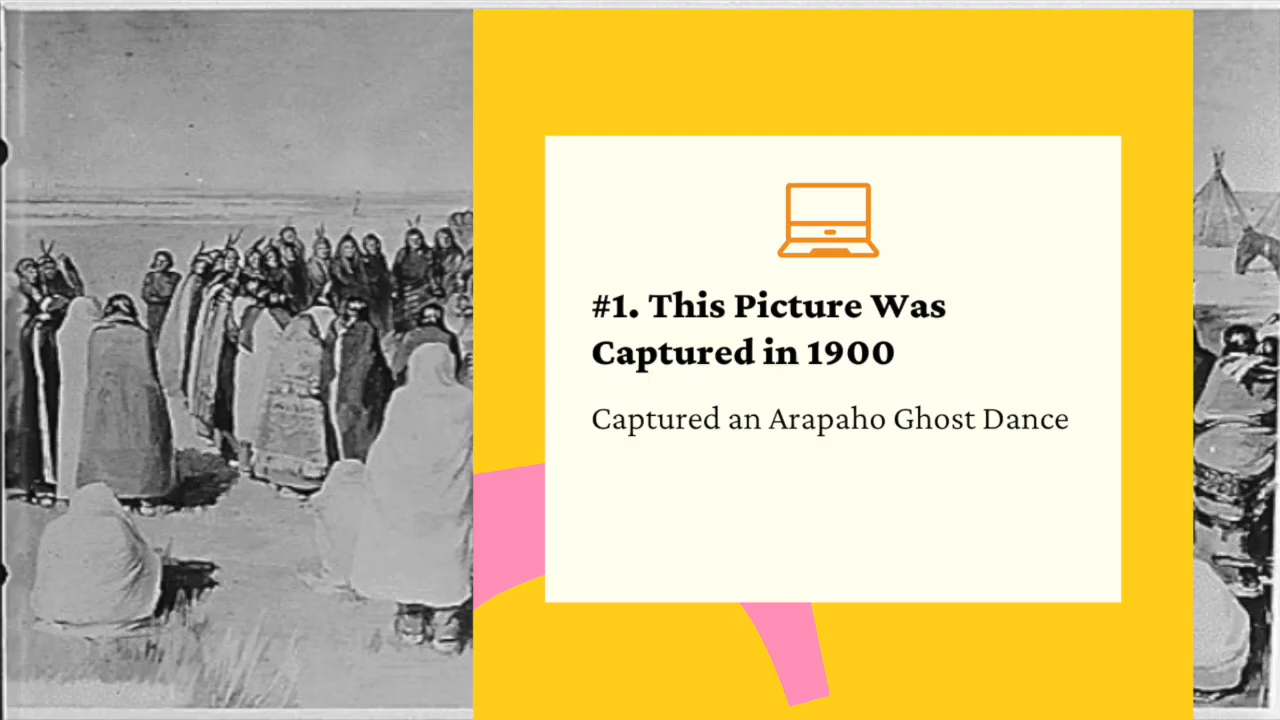 #1. This Picture Was
Captured in 1900
Captured an Arapaho Ghost Dance